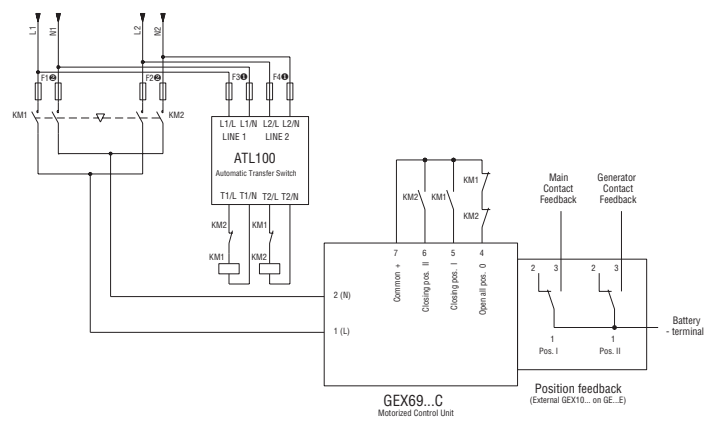 L1 N1 L2 N2
F1❷ F2❷ F3❶ F4❶
KM1 KM2
L1/L L1/N L2/L L2/N
LINE 1 LINE 2
ATL100
Automatic Transfer Switch
T1/L T1/N T2/L T2/N
KM2 KM1
KM1 KM2
KM2 KM1 KM1
KM2
Main
Contact
Feedback
Generator
Contact
Feedback
7 6 5 4
Common +
Closing pos. II
Closing pos. I
Open all pos. 0
2 3 2 3
2 (N)
1 (L)
1 1
Pos. I Pos. II
Battery
- terminal
GEX69...C
Motorized Control Unit
Position feedback
(External GEX10... on GE...E)